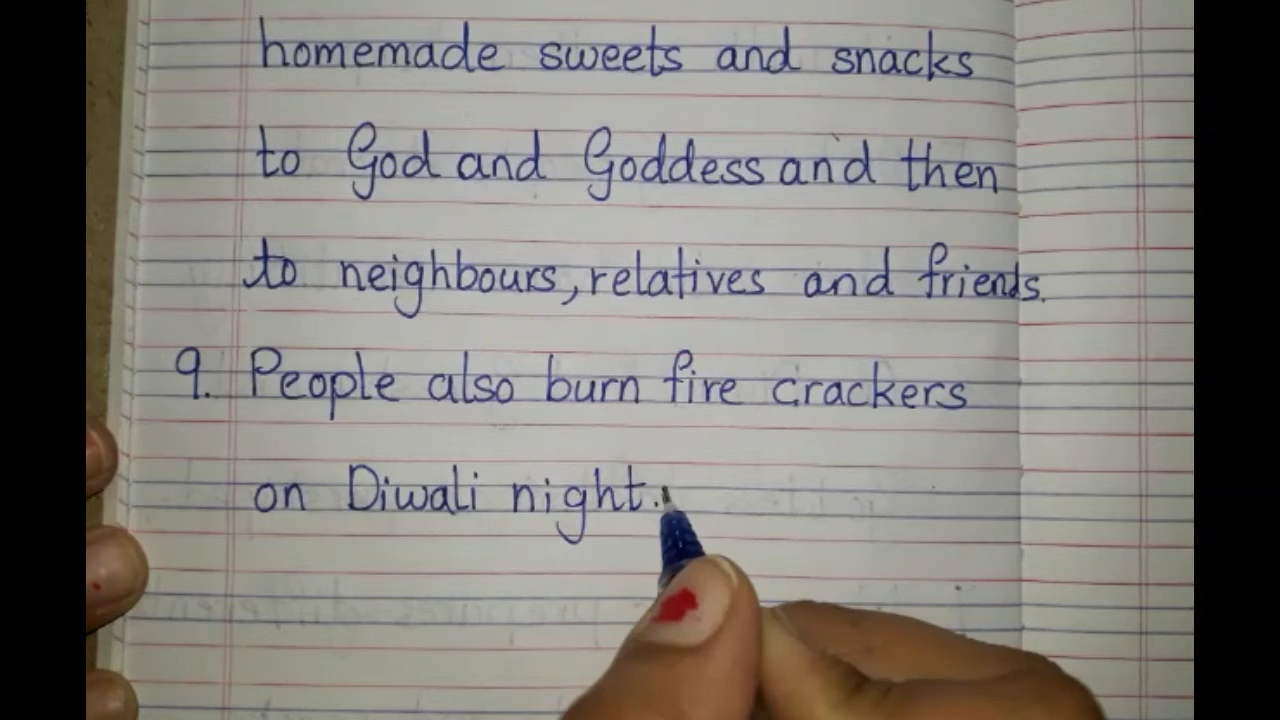 homemade sweets and snacks
to God and Goddess and then
to neighbours, relatives and friends.
9. People also burn fire crackers
on Diwali night.